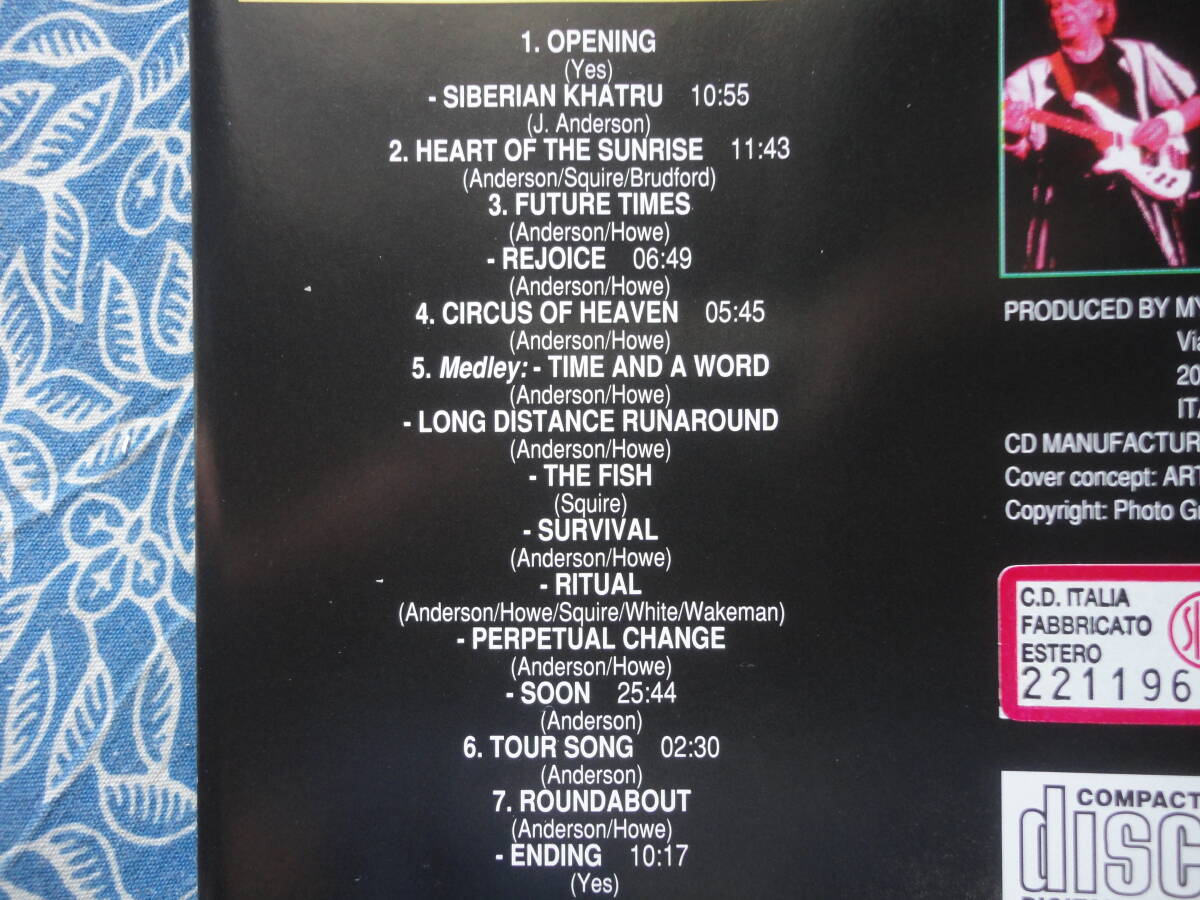 1. OPENING
(Yes)
- SIBERIAN KHATRU 10:55
(J. Anderson)
2. HEART OF THE SUNRISE 11:43
(Anderson/Squire/Brudford)
3. FUTURE TIMES
(Anderson/Howe)
- REJOICE 06:49
(Anderson/Howe)
4. CIRCUS OF HEAVEN 05:45
(Anderson/Howe)
5. Medley: - TIME AND A WORD
(Anderson/Howe)
- LONG DISTANCE RUNAROUND
(Anderson/Howe)
- THE FISH
(Squire)
- SURVIVAL
(Anderson/Howe)
- RITUAL
(Anderson/Howe/Squire/White/Wakeman)
- PERPETUAL CHANGE
(Anderson/Howe)
- SOON 25:44
(Anderson)
6. TOUR SONG 02:30
(Anderson)
7. ROUNDABOUT
(Anderson/Howe)
- ENDING 10:17
(Yes)
PRODUCED BY M
Via
20
IT
CD MANUFACTUR
Cover concept: ART
Copyright: Photo G
C.D. ITALIA
FABBRICATO
ESTERO
221196
COMPACT
disc